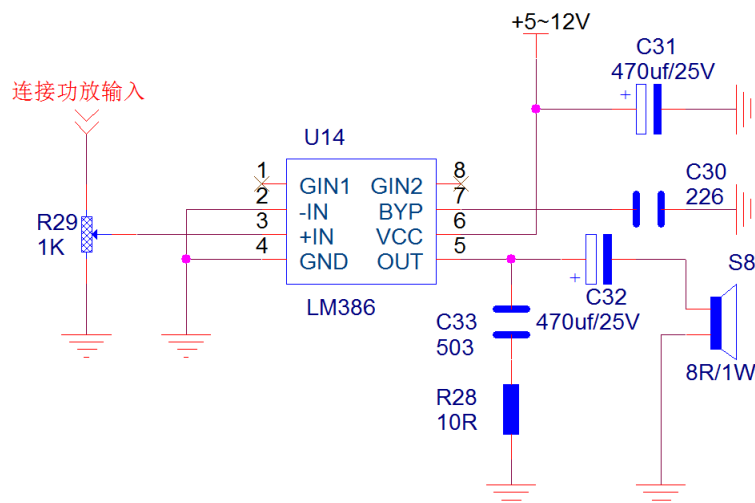 +5~12V
C31
470uf/25V
+
连接功放输入
U14
1
GIN1
GIN2
8
2
-IN
BYP
7
C30
226
R29
1K
3
+IN
VCC
6
4
GND
OUT
5
LM386
+
C32
470uf/25V
S8
C33
503
8R/1W
R28
10R